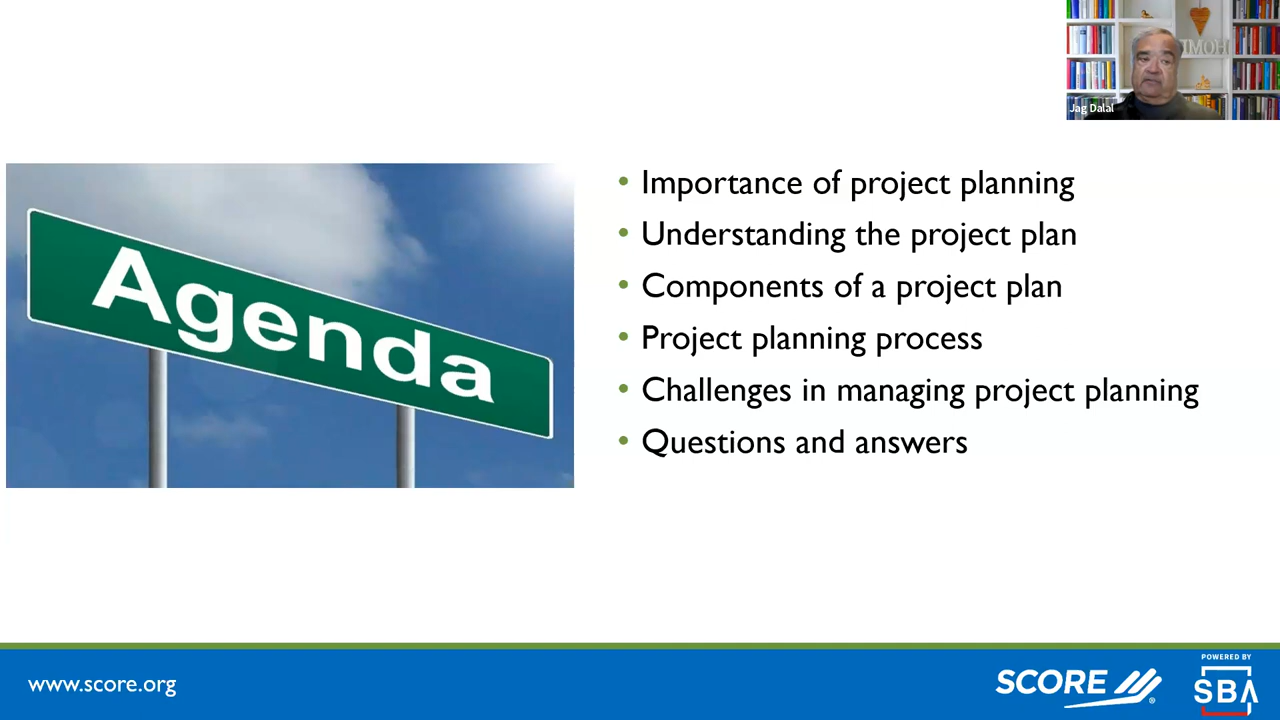 Jag Dalal
Agenda
• Importance of project planning
• Understanding the project plan
• Components of a project plan
• Project planning process
• Challenges in managing project planning
• Questions and answers
www.score.org
SCORE
®
POWERED BY
SBA